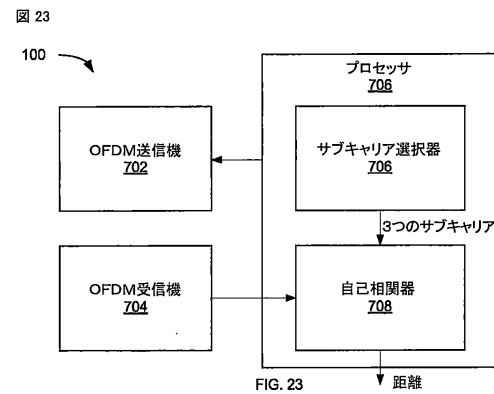 図 23
100
プロセッサ
706
OFDM送信機
702
サブキャリア選択器
706
3つのサブキャリア
OFDM受信機
704
自己相関器
708
FIG. 23
距離